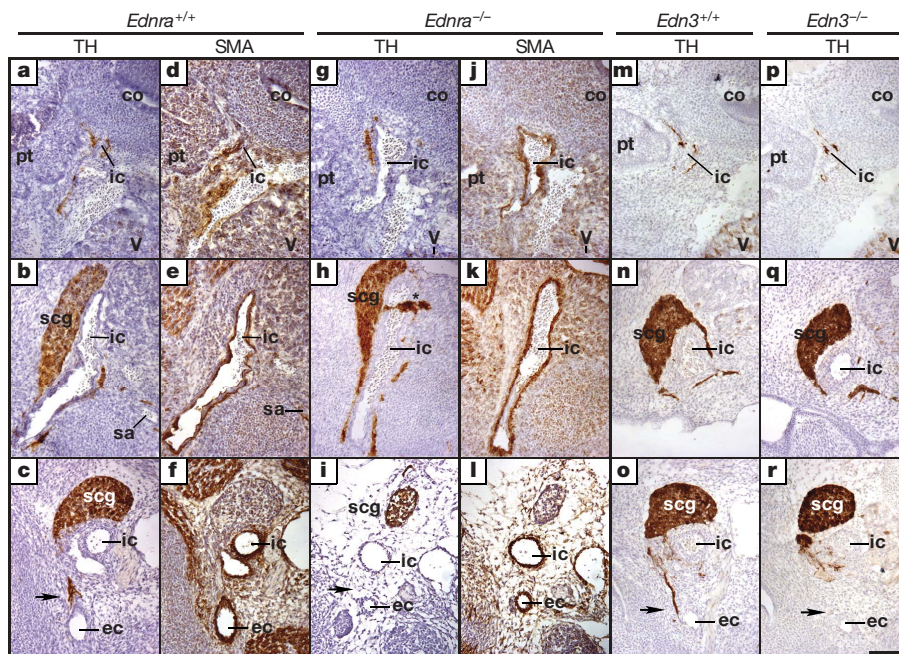 Ednra+/+ Ednra–/– Edn3+/+ Edn3–/–
TH SMA TH SMA TH TH
a d g j m p
co co co co co co
pt pt pt pt pt pt
ic ic ic ic ic ic
V V V V V V
b e h k n q
scg ic ic scg * ic ic scg ic scg ic
sa sa
c f i l o r
scg scg scg scg
ic ic ic ic ic ic
ec ec ec ec ec ec